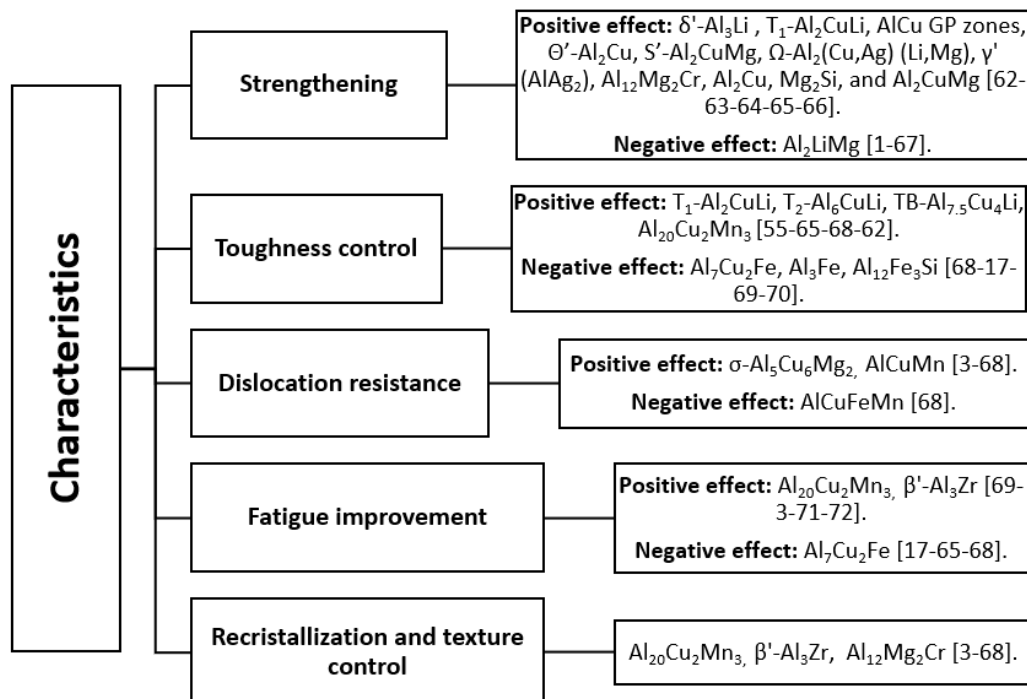 Characteristics
Strengthening
Positive effect: δ'-Al₃Li , T₁-Al₂CuLi, AlCu GP zones,
Θ’-Al₂Cu, S’-Al₂CuMg, Ω-Al₂(Cu,Ag) (Li,Mg), γ'
(AlAg₂), Al₁₂Mg₂Cr, Al₂Cu, Mg₂Si, and Al₂CuMg [62-
63-64-65-66].
Negative effect: Al₂LiMg [1-67].
Toughness control
Positive effect: T₁-Al₂CuLi, T₂-Al₆CuLi, TB-Al₇.₅Cu₄Li,
Al₂₀Cu₂Mn₃ [55-65-68-62].
Negative effect: Al₇Cu₂Fe, Al₃Fe, Al₁₂Fe₃Si [68-17-
69-70].
Dislocation resistance
Positive effect: σ-Al₅Cu₆Mg₂, AlCuMn [3-68].
Negative effect: AlCuFeMn [68].
Fatigue improvement
Positive effect: Al₂₀Cu₂Mn₃, β'-Al₃Zr [69-
3-71-72].
Negative effect: Al₇Cu₂Fe [17-65-68].
Recristallization and texture
control
Al₂₀Cu₂Mn₃, β'-Al₃Zr, Al₁₂Mg₂Cr [3-68].